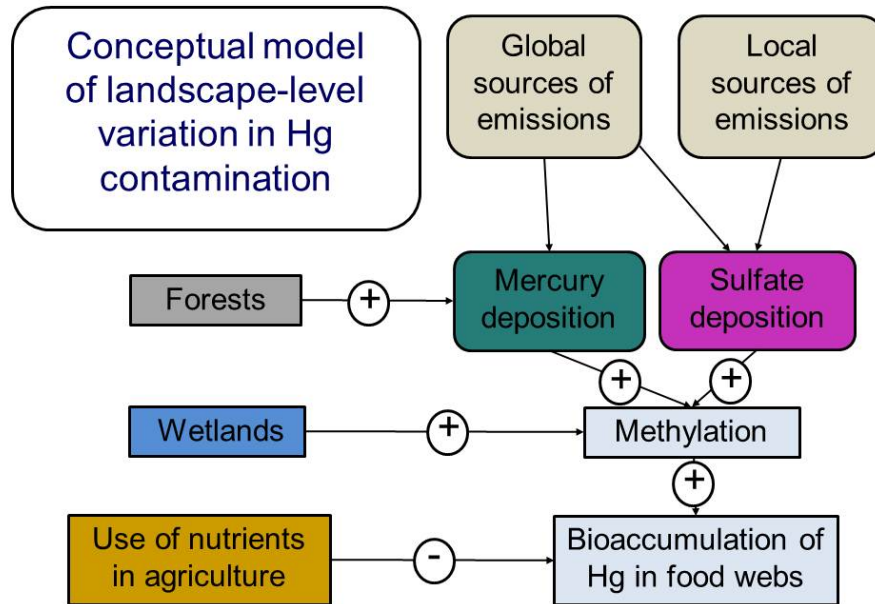 Conceptual model
of landscape-level
variation in Hg
contamination
Global
sources of
emissions
Local
sources of
emissions
Forests
+
Mercury
deposition
Sulfate
deposition
+
+
Wetlands
+
Methylation
+
Use of nutrients
in agriculture
-
Bioaccumulation of
Hg in food webs